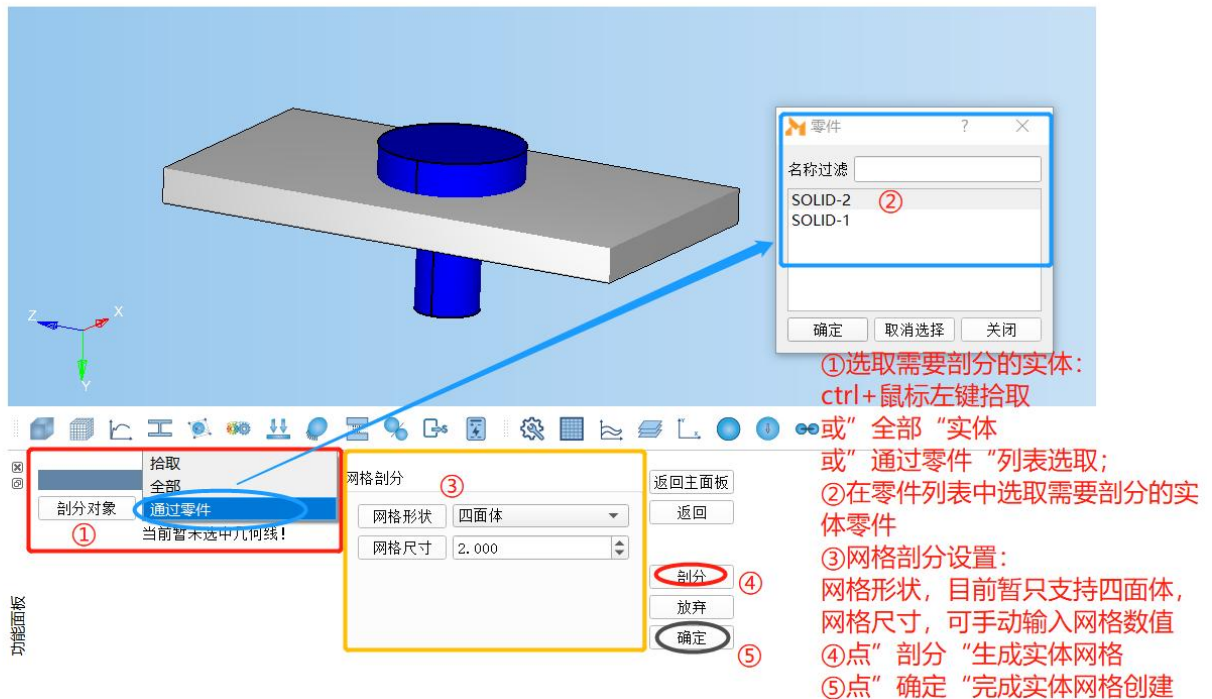 零件
?
名称过滤
SOLID-2
②
SOLID-1
确定
取消选择
关闭
Z
X
Y
①选取需要剖分的实体：
ctrl+鼠标左键拾取
或”全部“实体
或”通过零件“列表选取；
②在零件列表中选取需要剖分的实
体零件
③网格剖分设置：
网格形状，目前暂只支持四面体，
网格尺寸，可手动输入网格数值
④点”剖分“生成实体网格
⑤点”确定“完成实体网格创建
功能面板
剖分对象
①
拾取
全部
通过零件
当前暂未选中几何线!
网格剖分
③
网格形状
四面体
网格尺寸
2.000
返回主面板
返回
剖分
④
放弃
确定
⑤